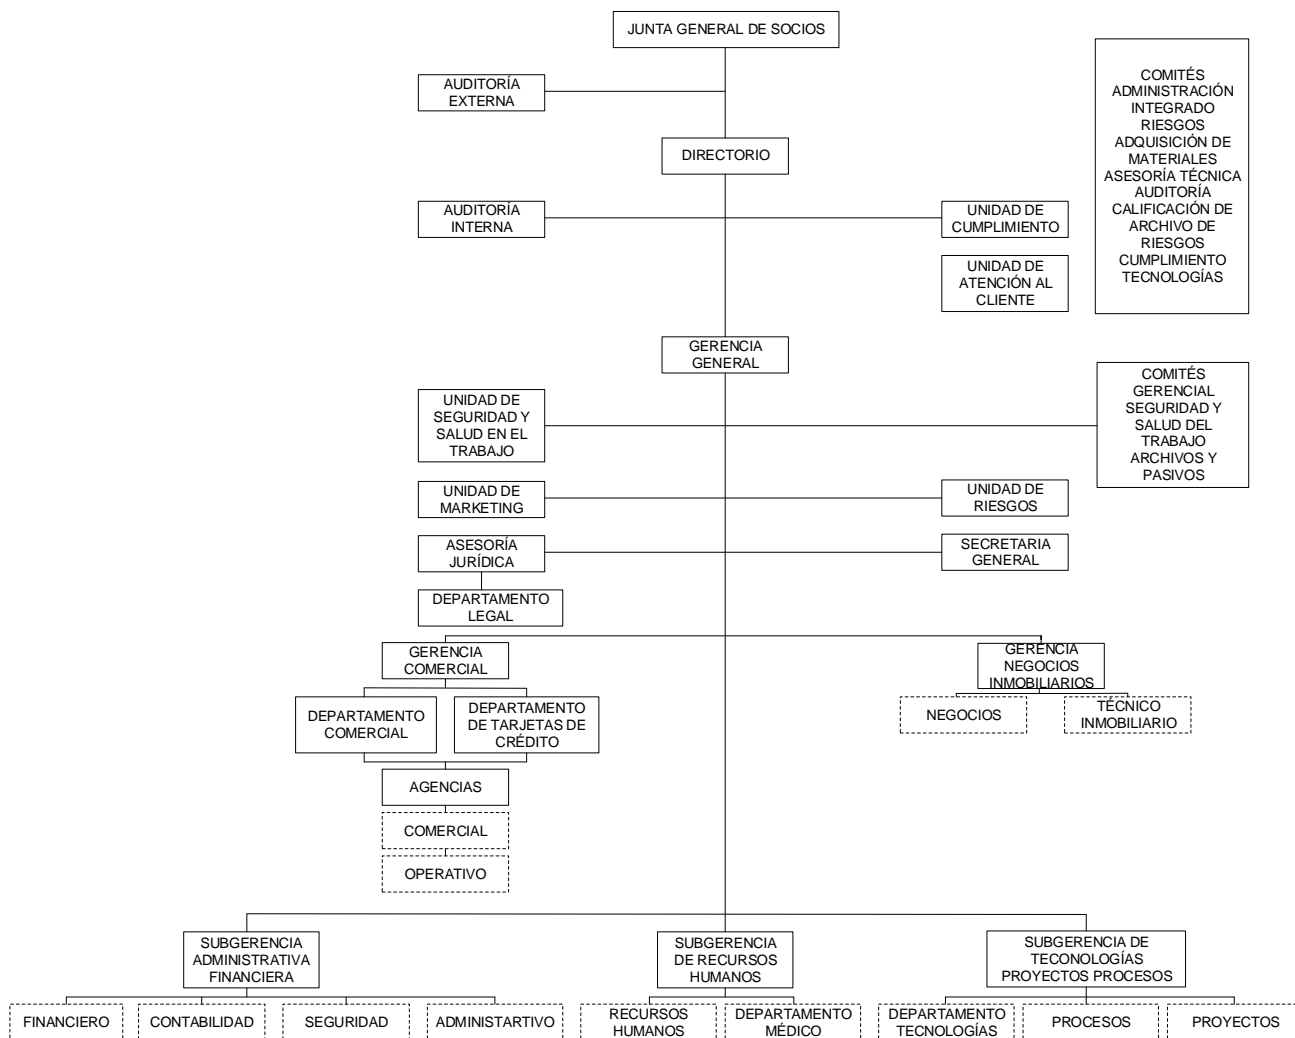 JUNTA GENERAL DE SOCIOS
AUDITORÍA
EXTERNA
COMITÉS
ADMINISTRACIÓN
INTEGRADO
RIESGOS
ADQUISICIÓN DE
MATERIALES
ASESORÍA TÉCNICA
AUDITORÍA
CALIFICACIÓN DE
ARCHIVO DE
RIESGOS
CUMPLIMIENTO
TECNOLOGÍAS
DIRECTORIO
AUDITORÍA
INTERNA
UNIDAD DE
CUMPLIMIENTO
UNIDAD DE
ATENCIÓN AL
CLIENTE
GERENCIA
GENERAL
UNIDAD DE
SEGURIDAD Y
SALUD EN EL
TRABAJO
COMITÉS
GERENCIAL
SEGURIDAD Y
SALUD DEL
TRABAJO
ARCHIVOS Y
PASIVOS
UNIDAD DE
MARKETING
UNIDAD DE
RIESGOS
ASESORÍA
JURÍDICA
SECRETARIA
GENERAL
DEPARTAMENTO
LEGAL
GERENCIA
COMERCIAL
GERENCIA
NEGOCIOS
INMOBILIARIOS
DEPARTAMENTO
COMERCIAL
DEPARTAMENTO
DE TARJETAS DE
CRÉDITO
NEGOCIOS
TÉCNICO
INMOBILIARIO
AGENCIAS
COMERCIAL
OPERATIVO
SUBGERENCIA
ADMINISTRATIVA
FINANCIERA
SUBGERENCIA
DE RECURSOS
HUMANOS
SUBGERENCIA DE
TECONOLOGÍAS
PROYECTOS PROCESOS
FINANCIERO
CONTABILIDAD
SEGURIDAD
ADMINISTARTIVO
RECURSOS
HUMANOS
DEPARTAMENTO
MÉDICO
DEPARTAMENTO
TECNOLOGÍAS
PROCESOS
PROYECTOS